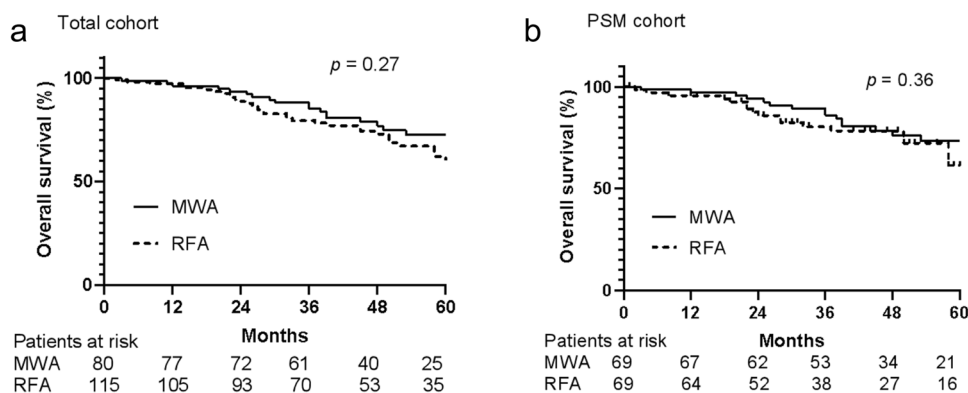 a
Total cohort
p = 0.27
Overall survival (%)
100
50
0
MWA
RFA
0 12 24 36 48 60
Months
Patients at risk
MWA 80 77 72 61 40 25
RFA 115 105 93 70 53 35
b
PSM cohort
p = 0.36
Overall survival (%)
100
50
0
MWA
RFA
0 12 24 36 48 60
Months
Patients at risk
MWA 69 67 62 53 34 21
RFA 69 64 52 38 27 16